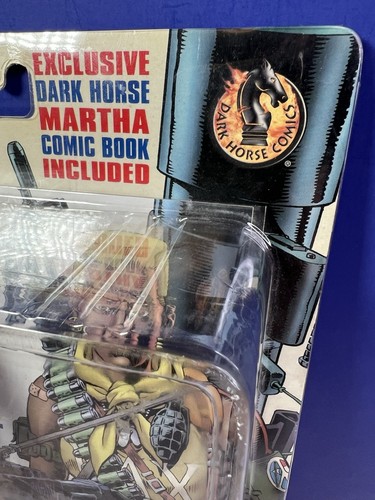 EXCLUSIVE
DARK HORSE
MARTHA
COMIC BOOK
INCLUDED
DARK HORSE COMICS
®
X